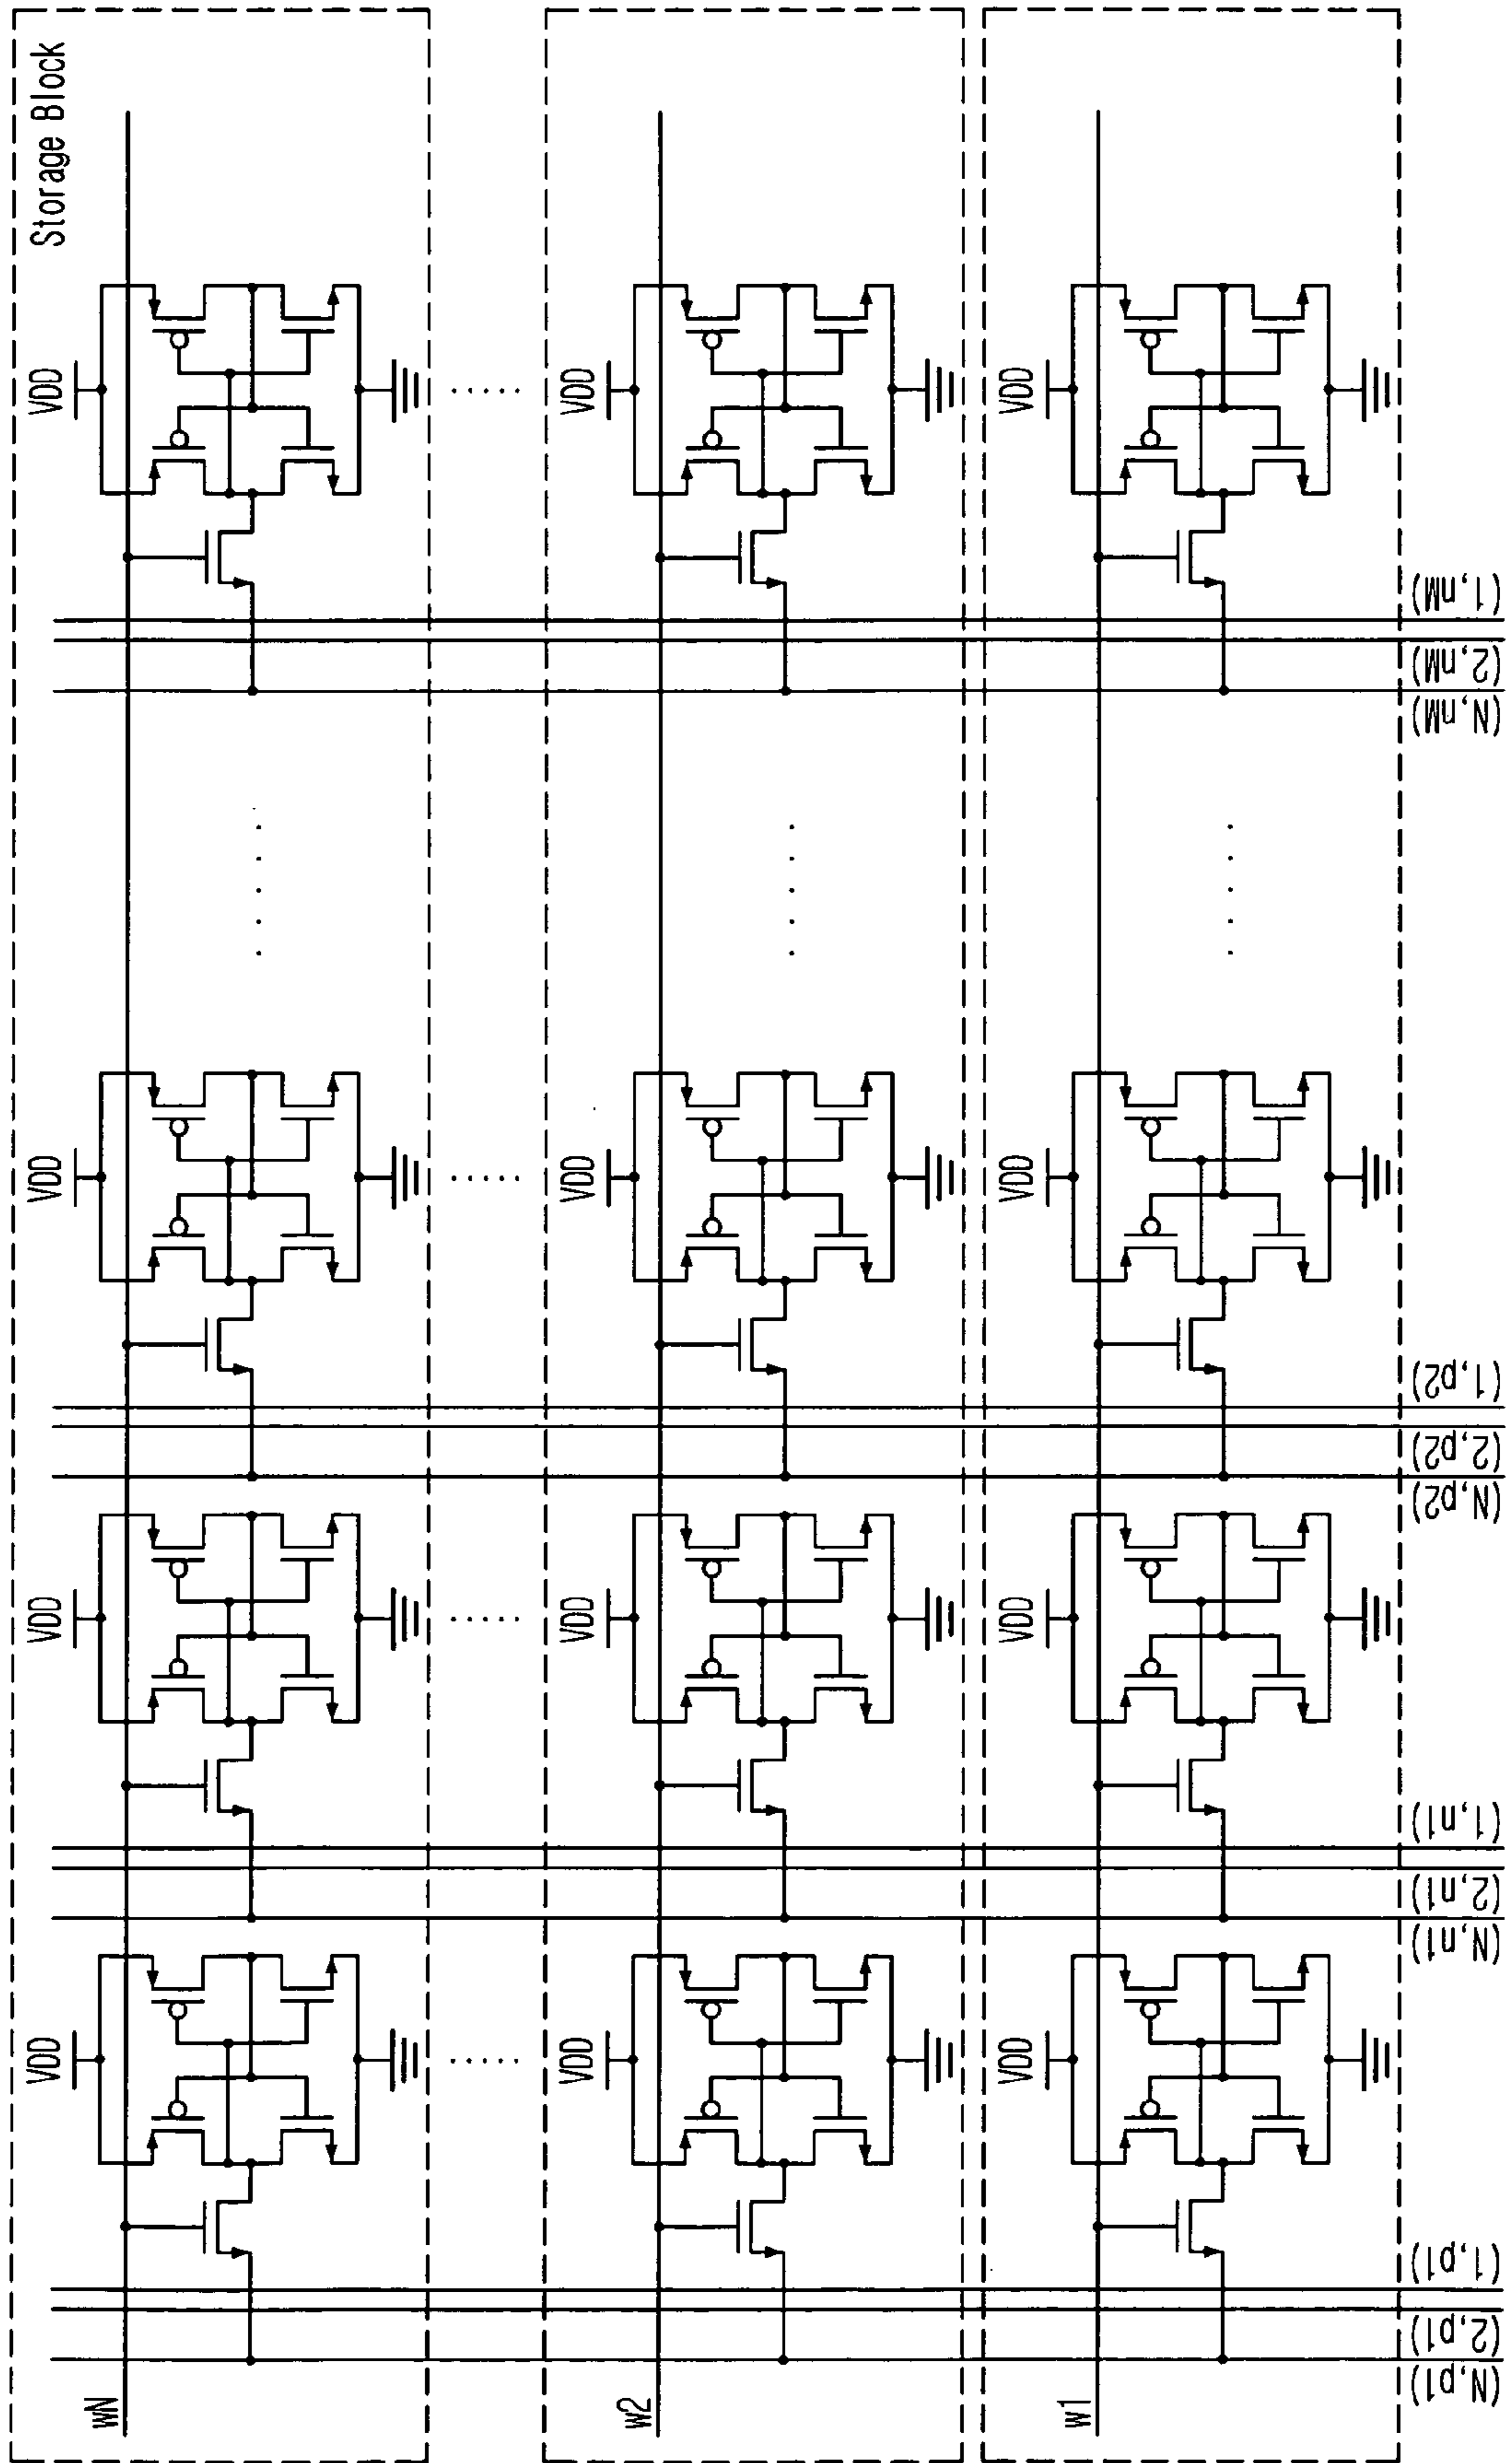 Storage Block
wN
VDD
VDD
VDD
VDD
w2
VDD
VDD
VDD
VDD
w1
VDD
VDD
VDD
VDD
(N,p1)
(2,p1)
(1,p1)
(N,n1)
(2,n1)
(1,n1)
(N,p2)
(2,p2)
(1,p2)
(N,nM)
(2,nM)
(1,nM)